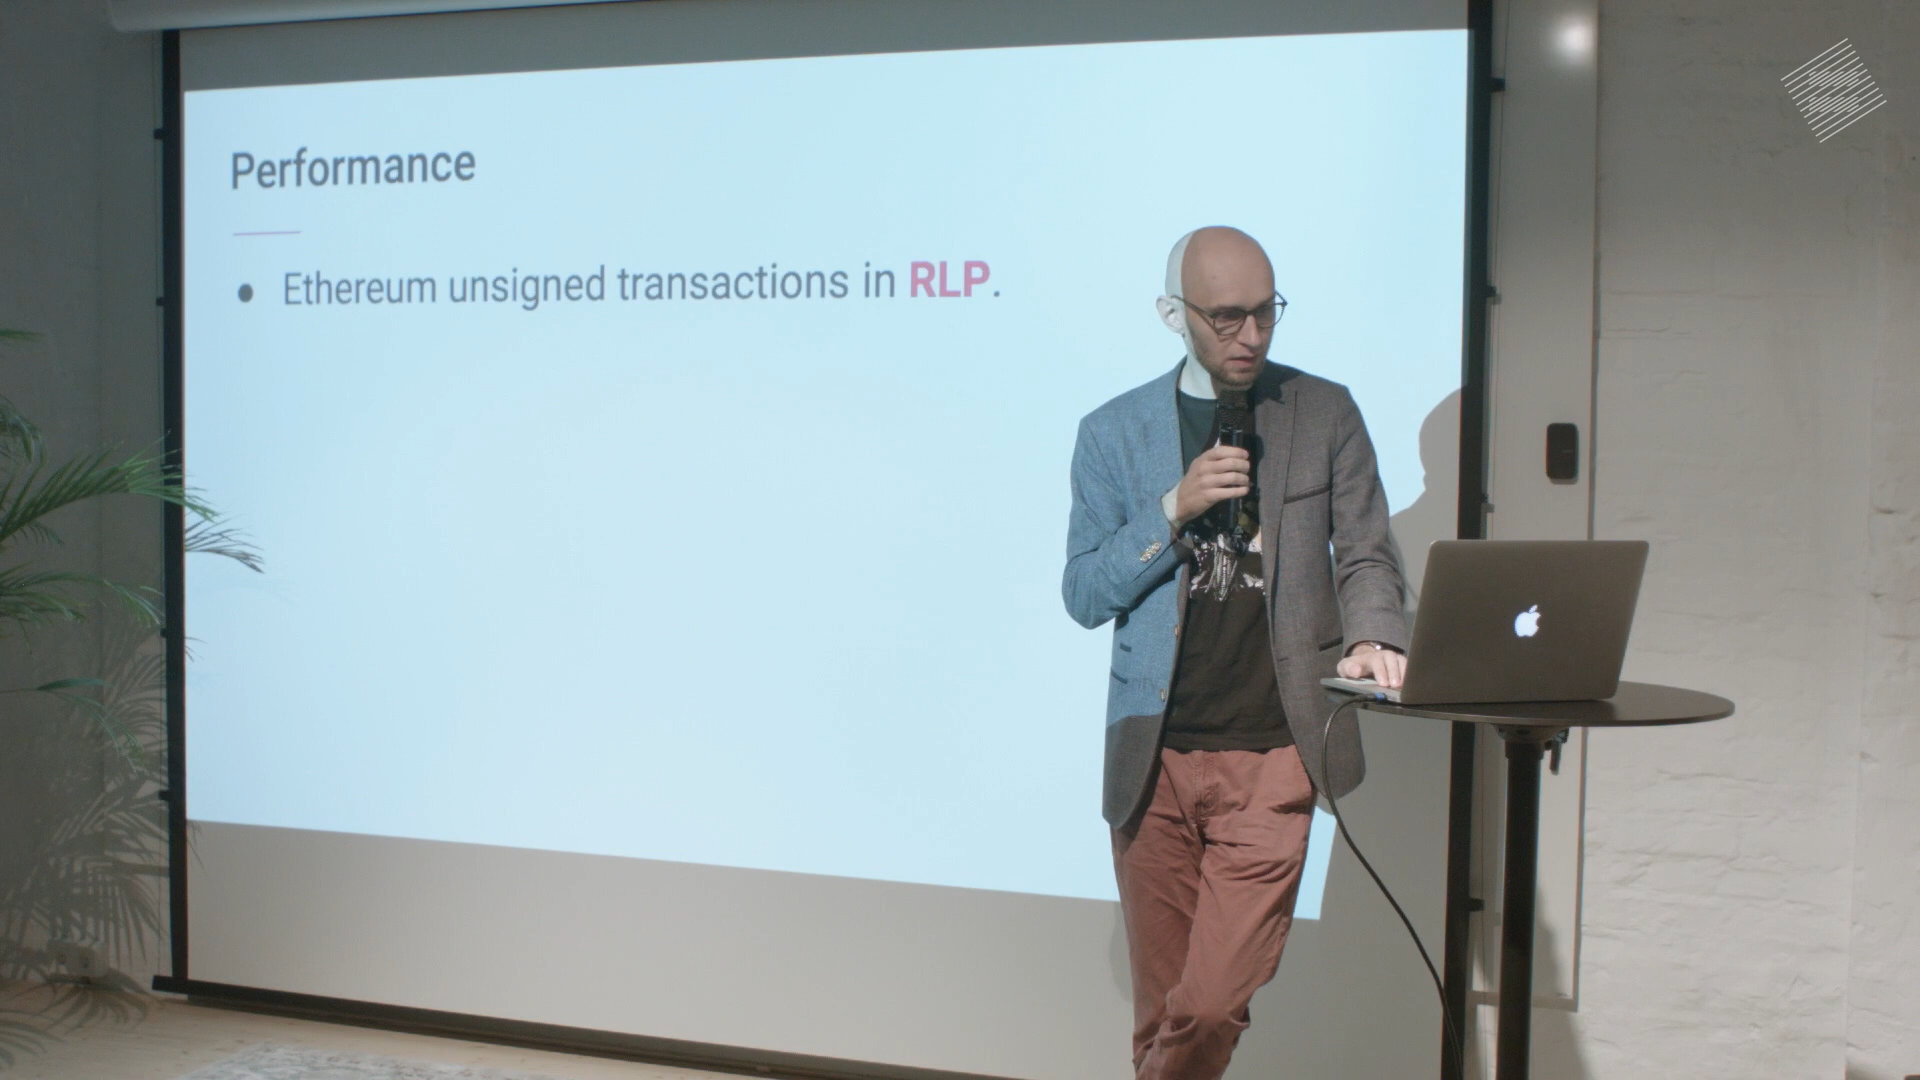 Performance
● Ethereum unsigned transactions in RLP.